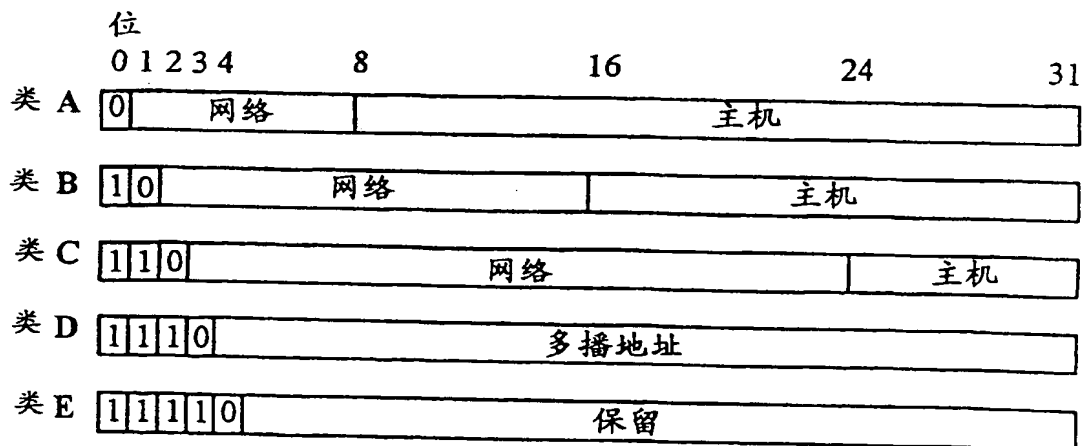 位
0 1 2 3 4 8 16 24 31
类 A 0 网络 主机
类 B 1 0 网络 主机
类 C 1 1 0 网络 主机
类 D 1 1 1 0 多播地址
类 E 1 1 1 1 0 保留